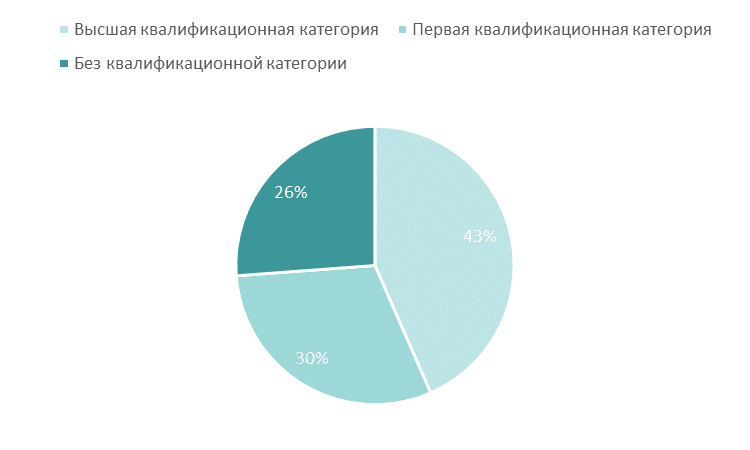 Высшая квалификационная категория Первая квалификационная категория
Без квалификационной категории
26%
43%
30%